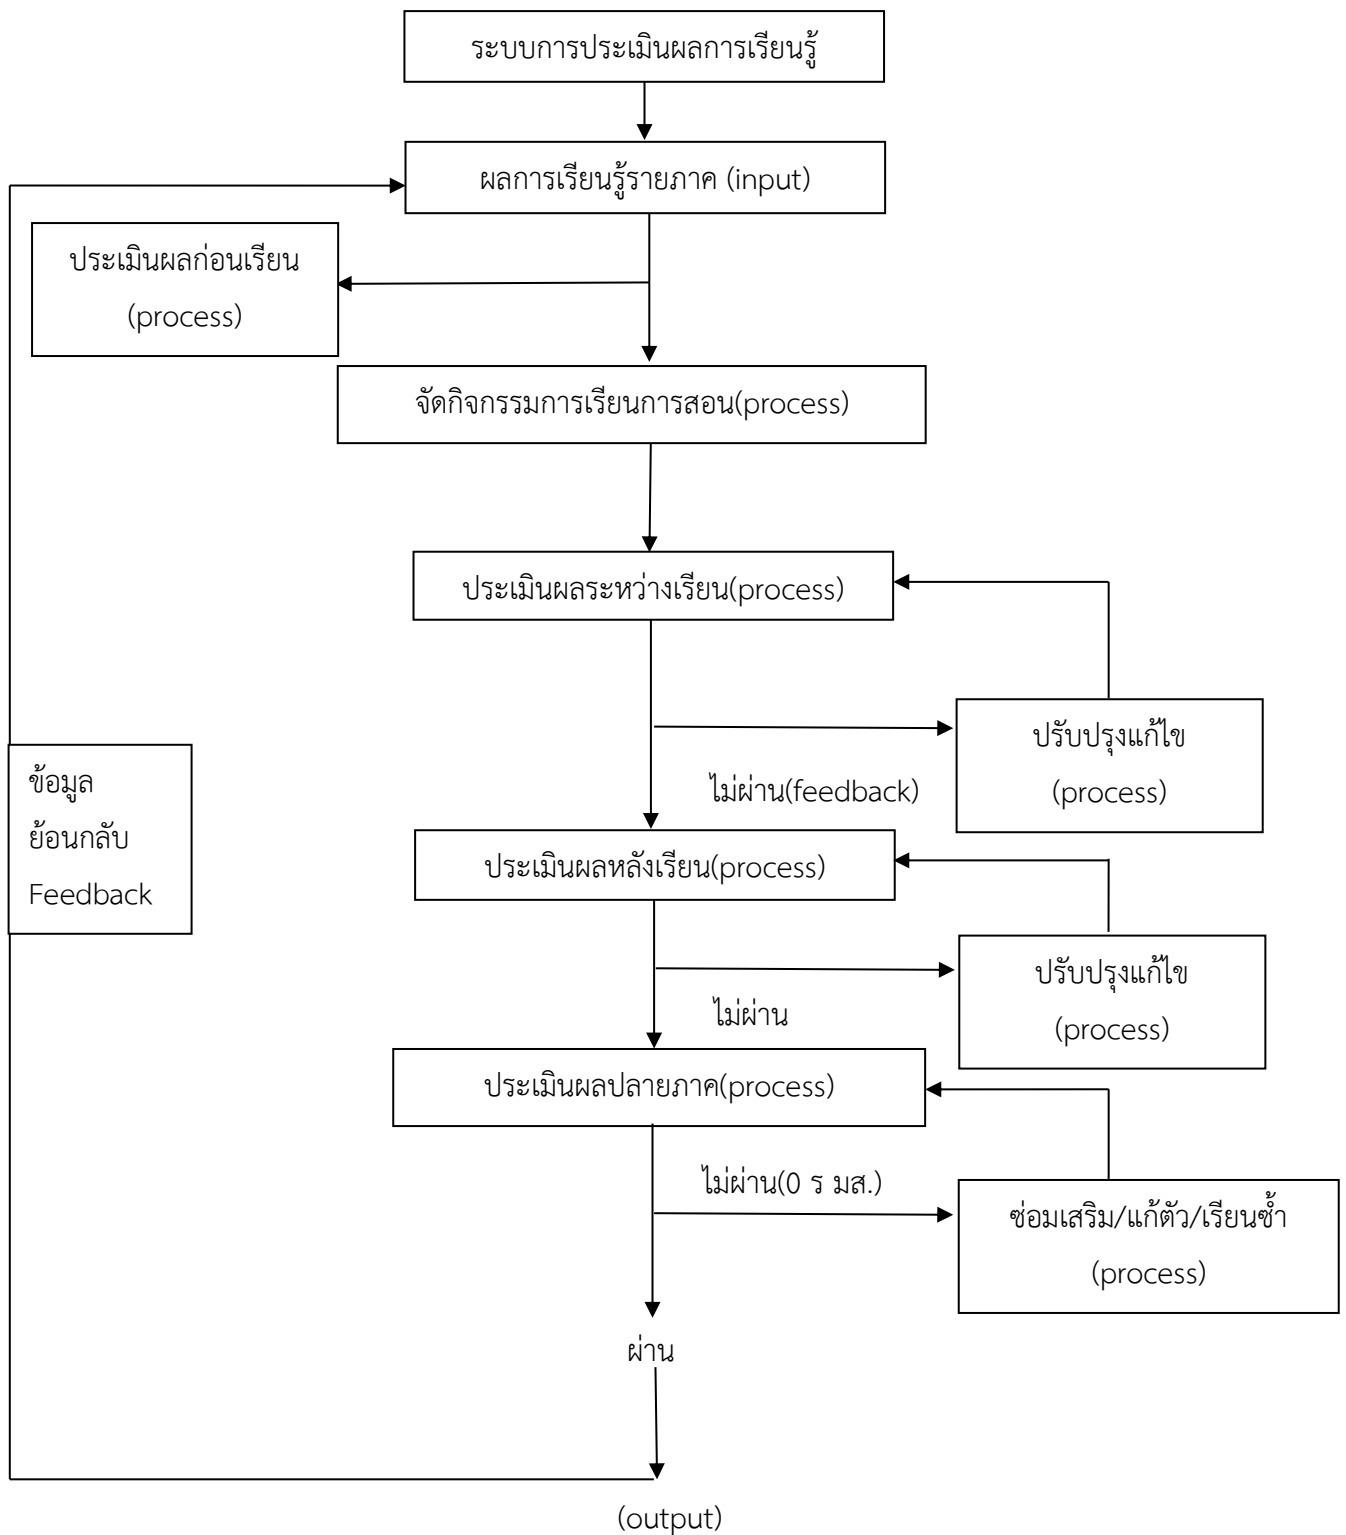 ระบบการประเมินผลการเรียนรู้
ผลการเรียนรู้รายภาค (input)
ประเมินผลก่อนเรียน
(process)
จัดกิจกรรมการเรียนการสอน(process)
ประเมินผลระหว่างเรียน(process)
ปรับปรุงแก้ไข
(process)
ไม่ผ่าน(feedback)
ข้อมูล
ย้อนกลับ
Feedback
ประเมินผลหลังเรียน(process)
ปรับปรุงแก้ไข
(process)
ไม่ผ่าน
ประเมินผลปลายภาค(process)
ไม่ผ่าน(0 ร มส.)
ซ่อมเสริม/แก้ตัว/เรียนซ้ำ
(process)
ผ่าน
(output)